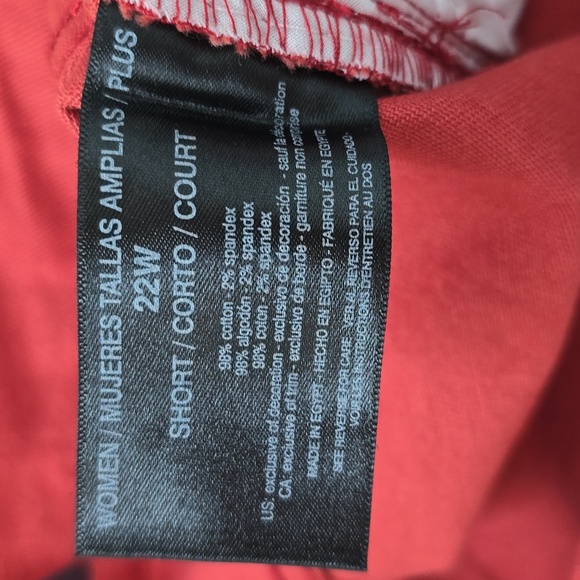 WOMEN / MUJERES TALLAS AMPLIAS / PLUS
22W
SHORT / CORTO / COURT
98% cotton - 2% spandex
98% algodón - 2% spandex
98% coton - 2% spandex
US: exclusive of decoration - exclusivo de decoración - sauf la décoration
CA: exclusive of trim - exclusivo de borde - garniture non comprise
MADE IN EGYPT - HECHO EN EGIPTO - FABRIQUÉ EN EGYPTE
SEE REVERSE FOR CARE - VER AL REVERSO PARA EL CUIDADO -
VOIR LES INSTRUCTIONS D'ENTRETIEN AU DOS